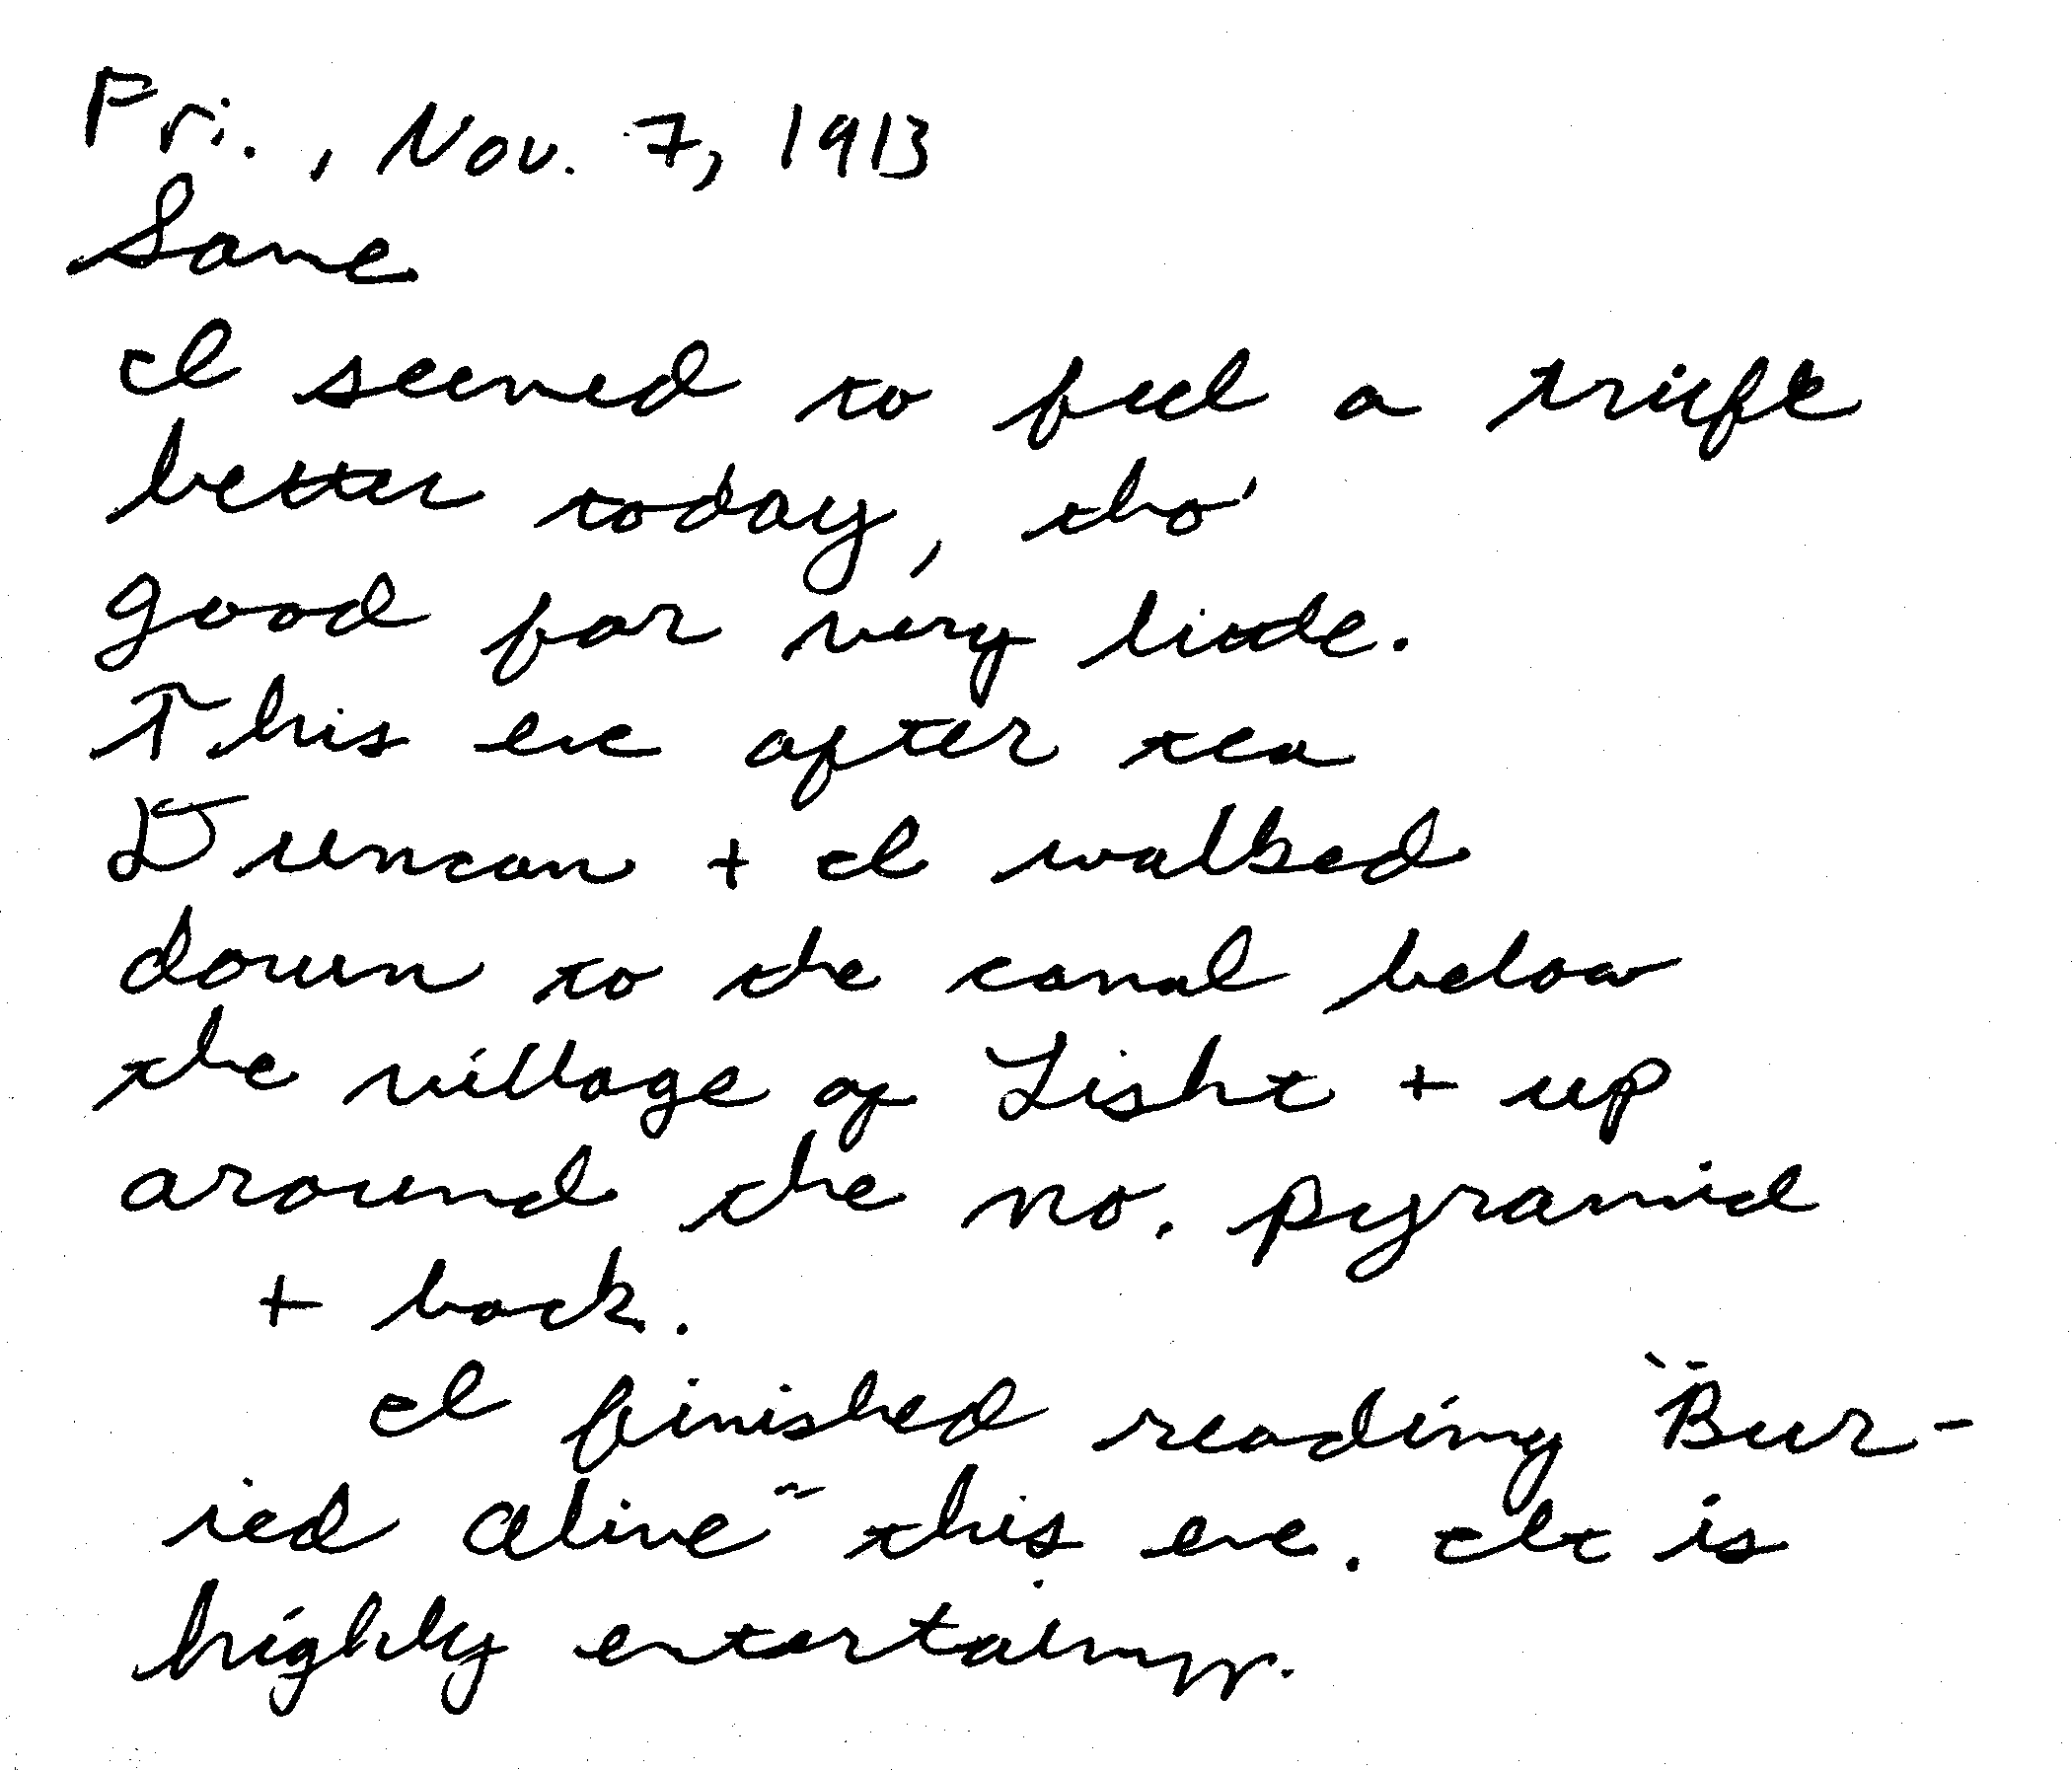 Fri., Nov. 7, 1913
Same
I seemed to feel a trifle
better today, tho'
good for very little.
This eve after tea
Duncan + I walked
down to the canal below
the village of Lisht + up
around the no. pyramid
+ back.
I finished reading "Bur-
ied Alive" this eve. It is
highly entertaining.